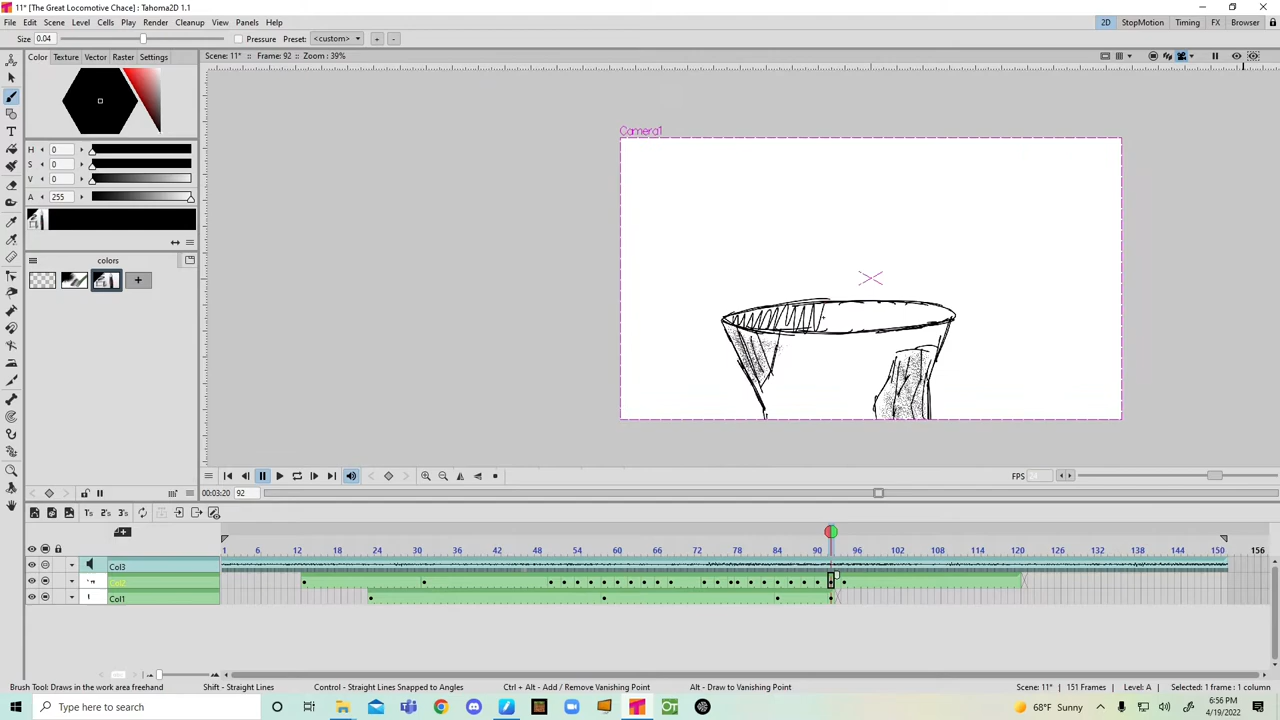 11* [The Great Locomotive Chace] Tahoma2D 1.1
File Edit Scene Level Cells Play Render Cleanup View Panels Help
2D StopMotion Timing FX Browser
Size 0.04 Pressure Preset: <custom> + -
Color Texture Vector Raster Settings
Scene: 11* :: Frame: 92 :: Zoom : 39%
Camera1
H 0
S 0
V 0
A 255
colors
+
FPS
00:03:20 92
1's 2's 3's
1 6 12 18 24 30 36 42 48 54 60 66 72 78 84 90 96 102 108 114 120 126 132 138 144 150 156
Col3
Col2
Col1
Brush Tool: Draws in the work area freehand Shift - Straight Lines Control - Straight Lines Snapped to Angles Ctrl + Alt - Add / Remove Vanishing Point Alt - Draw to Vanishing Point Scene: 11* | 151 Frames | Level: A | Selected: 1 frame : 1 column
Type here to search
68°F Sunny
6:56 PM
4/19/2022